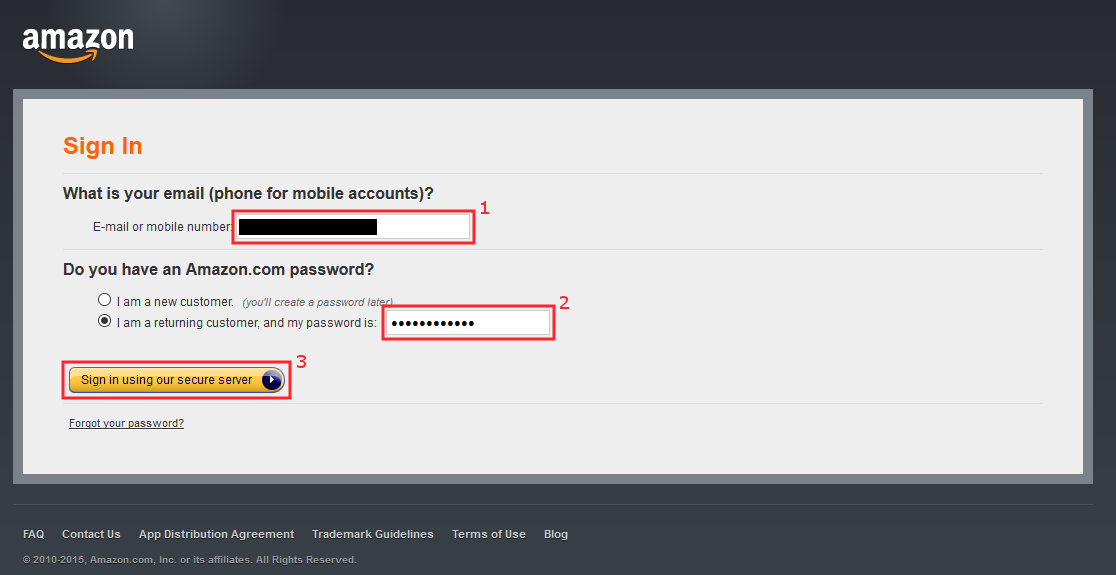 amazon
Sign In
What is your email (phone for mobile accounts)?
E-mail or mobile number:
1
Do you have an Amazon.com password?
I am a new customer. (you'll create a password later)
I am a returning customer, and my password is: ••••••••••••
2
3
Sign in using our secure server
Forgot your password?
FAQ Contact Us App Distribution Agreement Trademark Guidelines Terms of Use Blog
© 2010-2015, Amazon.com, Inc. or its affiliates. All Rights Reserved.